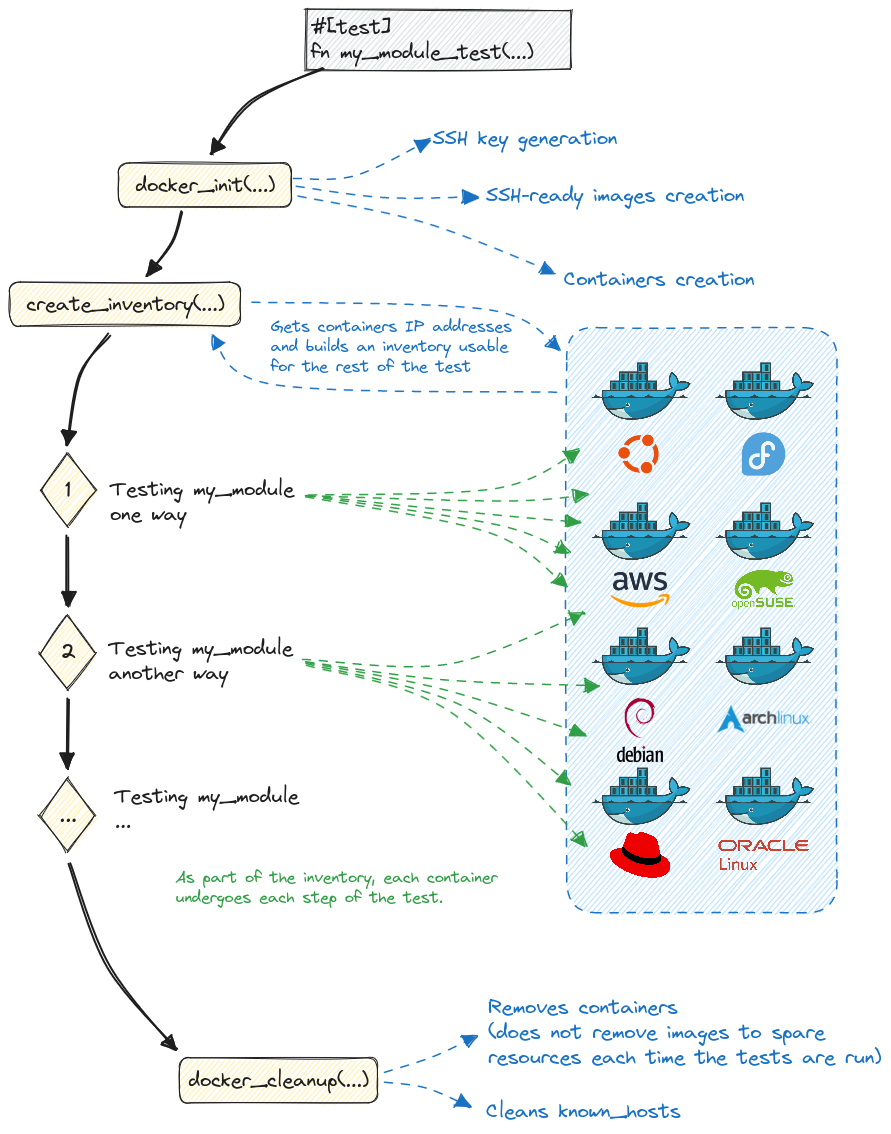 #[test]
fn my_module_test(...)
SSH key generation
docker_init(...)
SSH-ready images creation
Containers creation
create_inventory(...)
Gets containers IP addresses
and builds an inventory usable
for the rest of the test
1
Testing my_module
one way
aws
openSUSE
2
Testing my_module
another way
debian
archlinux
...
Testing my_module
...
ORACLE
Linux
As part of the inventory, each container
undergoes each step of the test.
Removes containers
(does not remove images to spare
resources each time the tests are run)
docker_cleanup(...)
Cleans known_hosts